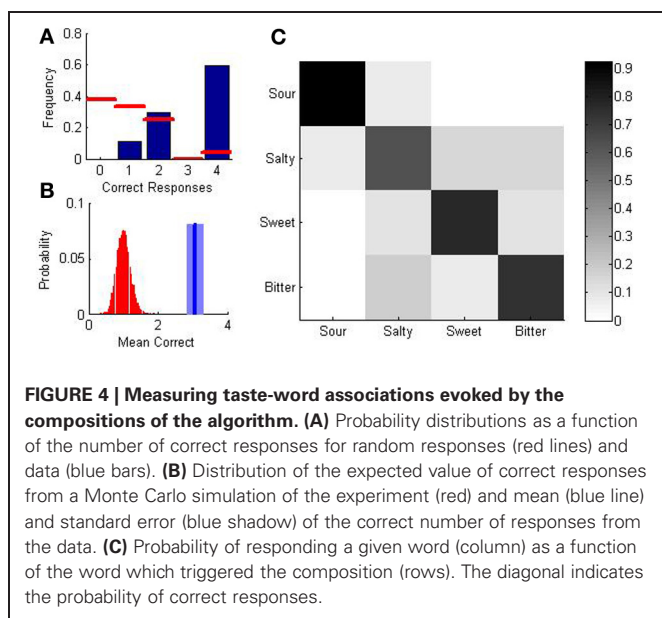 A
0.8
0.6
0.4
0.2
0
Frequency
0 1 2 3 4
Correct Responses
B
0.1
0.05
0
Probability
0 2 4
Mean Correct
C
Sour
Salty
Sweet
Bitter
Sour Salty Sweet Bitter
0.9
0.8
0.7
0.6
0.5
0.4
0.3
0.2
0.1
0
FIGURE 4 | Measuring taste-word associations evoked by the
compositions of the algorithm. (A) Probability distributions as a function
of the number of correct responses for random responses (red lines) and
data (blue bars). (B) Distribution of the expected value of correct responses
from a Monte Carlo simulation of the experiment (red) and mean (blue line)
and standard error (blue shadow) of the correct number of responses from
the data. (C) Probability of responding a given word (column) as a function
of the word which triggered the composition (rows). The diagonal indicates
the probability of correct responses.